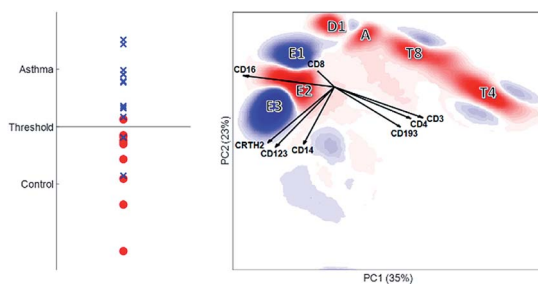 Asthma
Threshold
Control
D1
A
E1
T8
CD8
CD16
E2
T4
E3
CD3
CD4
CD193
CRTH2
CD14
CD123
PC2 (23%)
PC1 (35%)